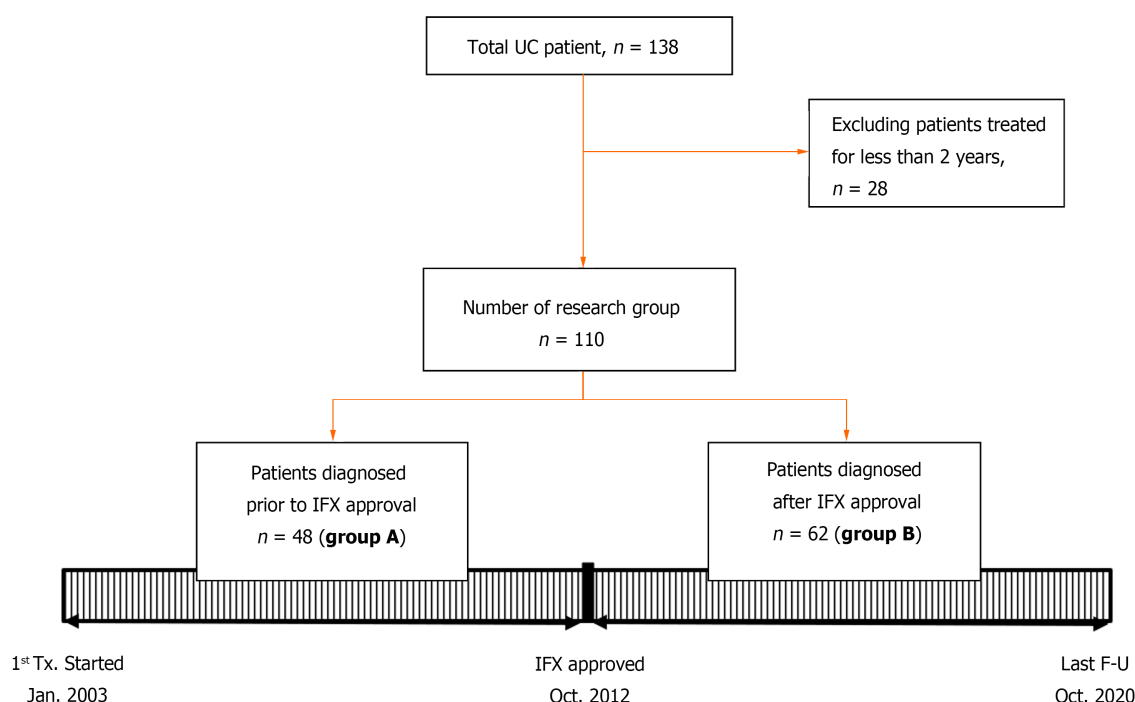 Total UC patient, n = 138
Excluding patients treated
for less than 2 years,
n = 28
Number of research group
n = 110
Patients diagnosed
prior to IFX approval
n = 48 (group A)
Patients diagnosed
after IFX approval
n = 62 (group B)
1st Tx. Started
Jan. 2003
IFX approved
Oct. 2012
Last F-U
Oct. 2020